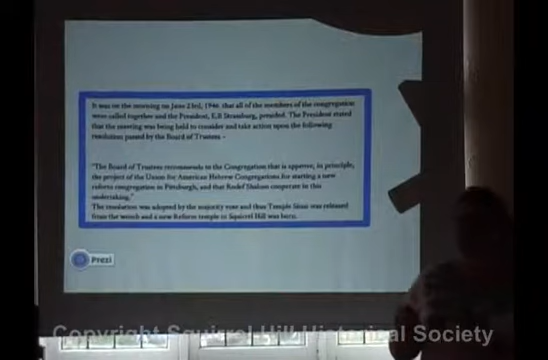 It was on the morning on June 23rd, 1946 that all of the members of the congregation
were called together and the President, E.R Strassburg, presided. The President stated
that the meeting was being held to consider and take action upon the following
resolution passed by the Board of Trustees –
"The Board of Trustees recommends to the Congregation that is approve, in principle,
the project of the Union for American Hebrew Congregations for starting a new
reform congregation in Pittsburgh, and that Rodef Shalom cooperate in this
undertaking."
The resolution was adopted by the majority vote and thus Temple Sinai was released
from the womb and a new Reform temple in Squirrel Hill was born.
Prezi
Copyright Squirrel Hill Historical Society